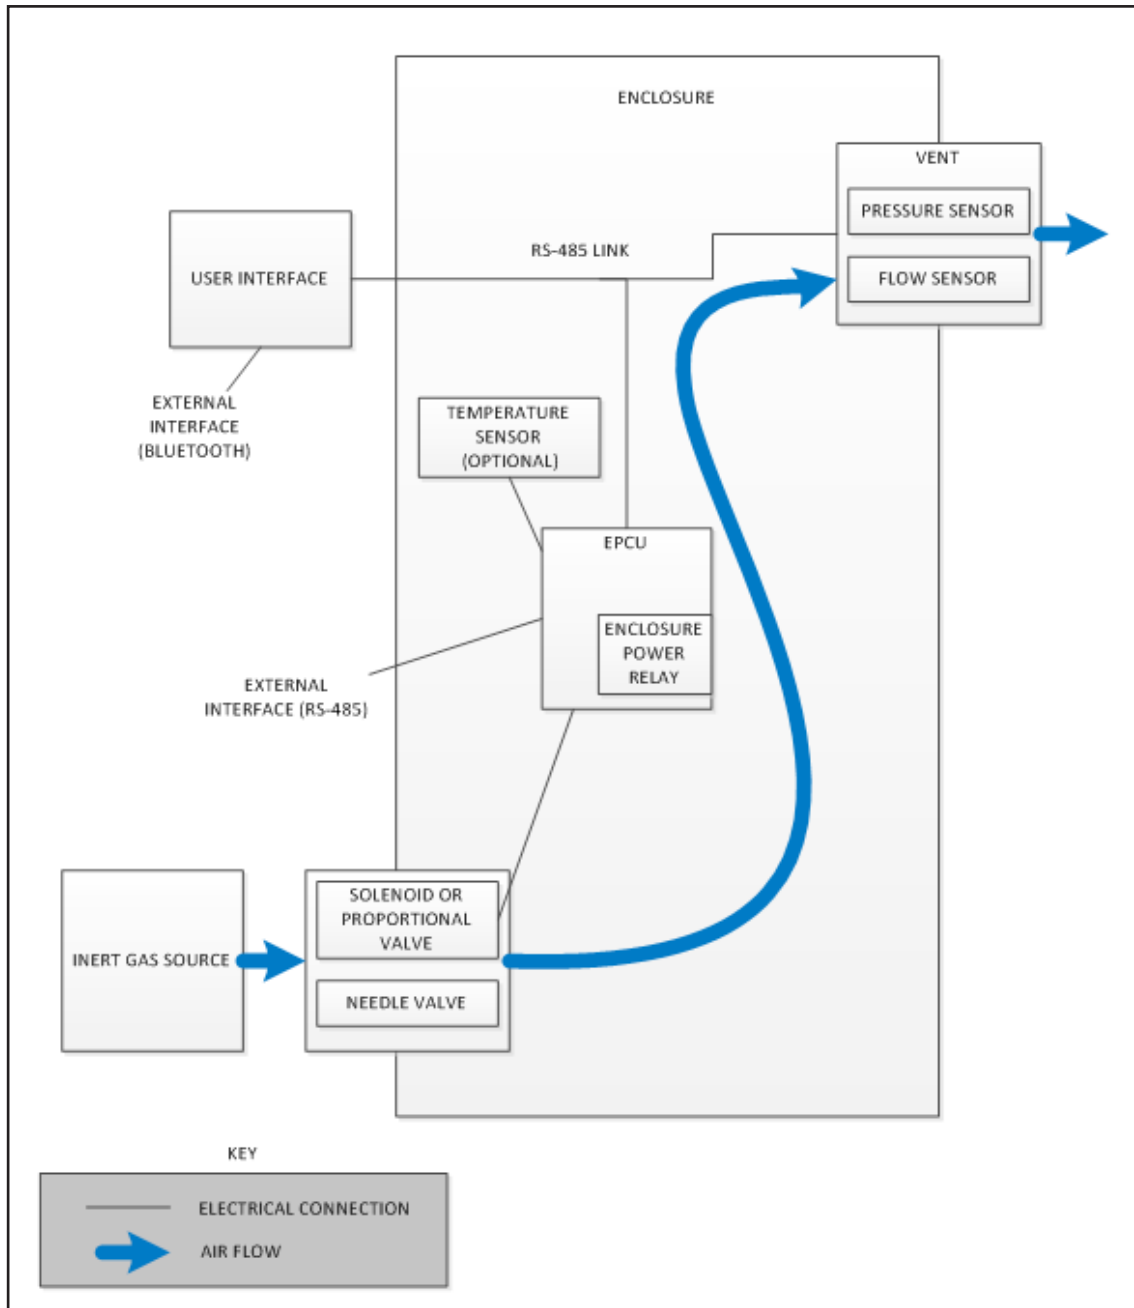 ENCLOSURE
VENT
PRESSURE SENSOR
FLOW SENSOR
RS-485 LINK
USER INTERFACE
EXTERNAL
INTERFACE
(BLUETOOTH)
TEMPERATURE
SENSOR
(OPTIONAL)
EPCU
ENCLOSURE
POWER
RELAY
EXTERNAL
INTERFACE (RS-485)
SOLENOID OR
PROPORTIONAL
VALVE
INERT GAS SOURCE
NEEDLE VALVE
KEY
ELECTRICAL CONNECTION
AIR FLOW